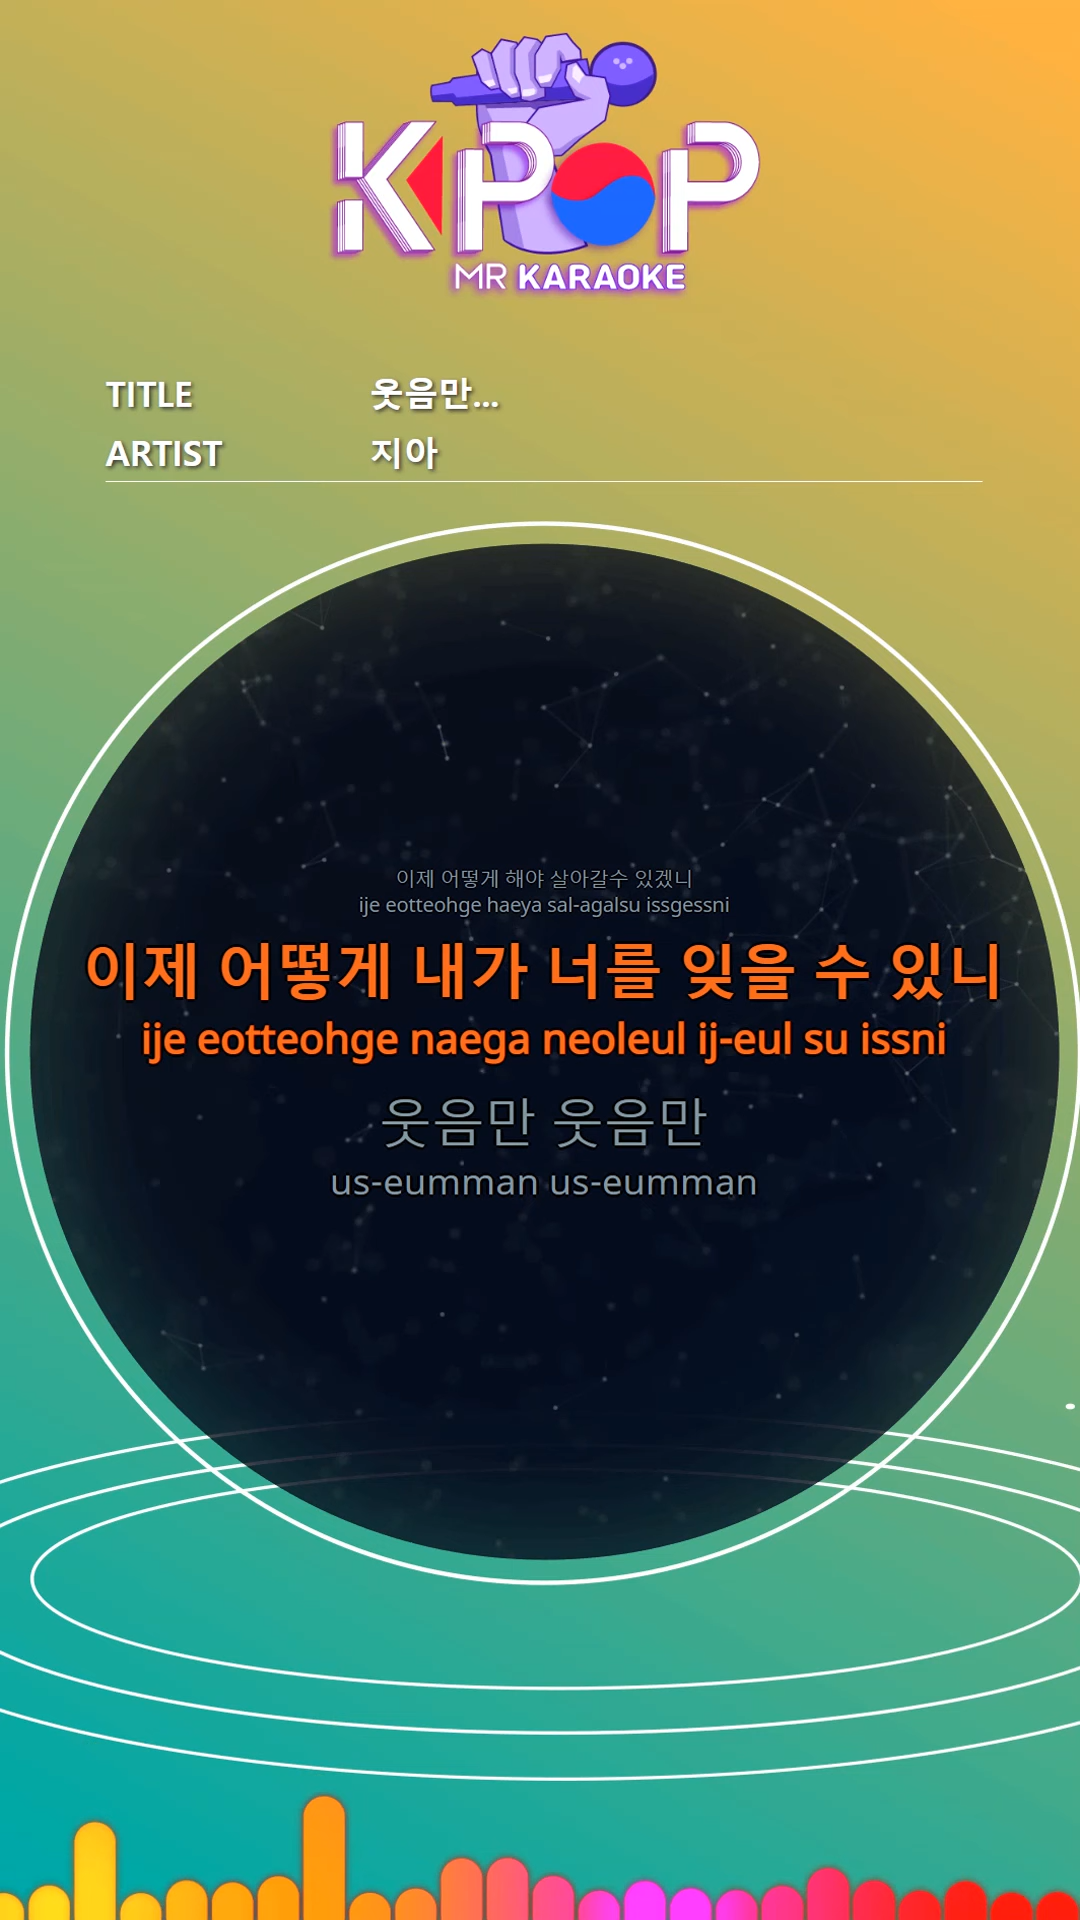 KPOP
MR KARAOKE
TITLE 웃음만...
ARTIST 지아
이제 어떻게 해야 살아갈수 있겠니
ije eotteohge haeya sal-agalsu issgessni
이제 어떻게 내가 너를 잊을 수 있니
ije eotteohge naega neoleul ij-eul su issni
웃음만 웃음만
us-eumman us-eumman